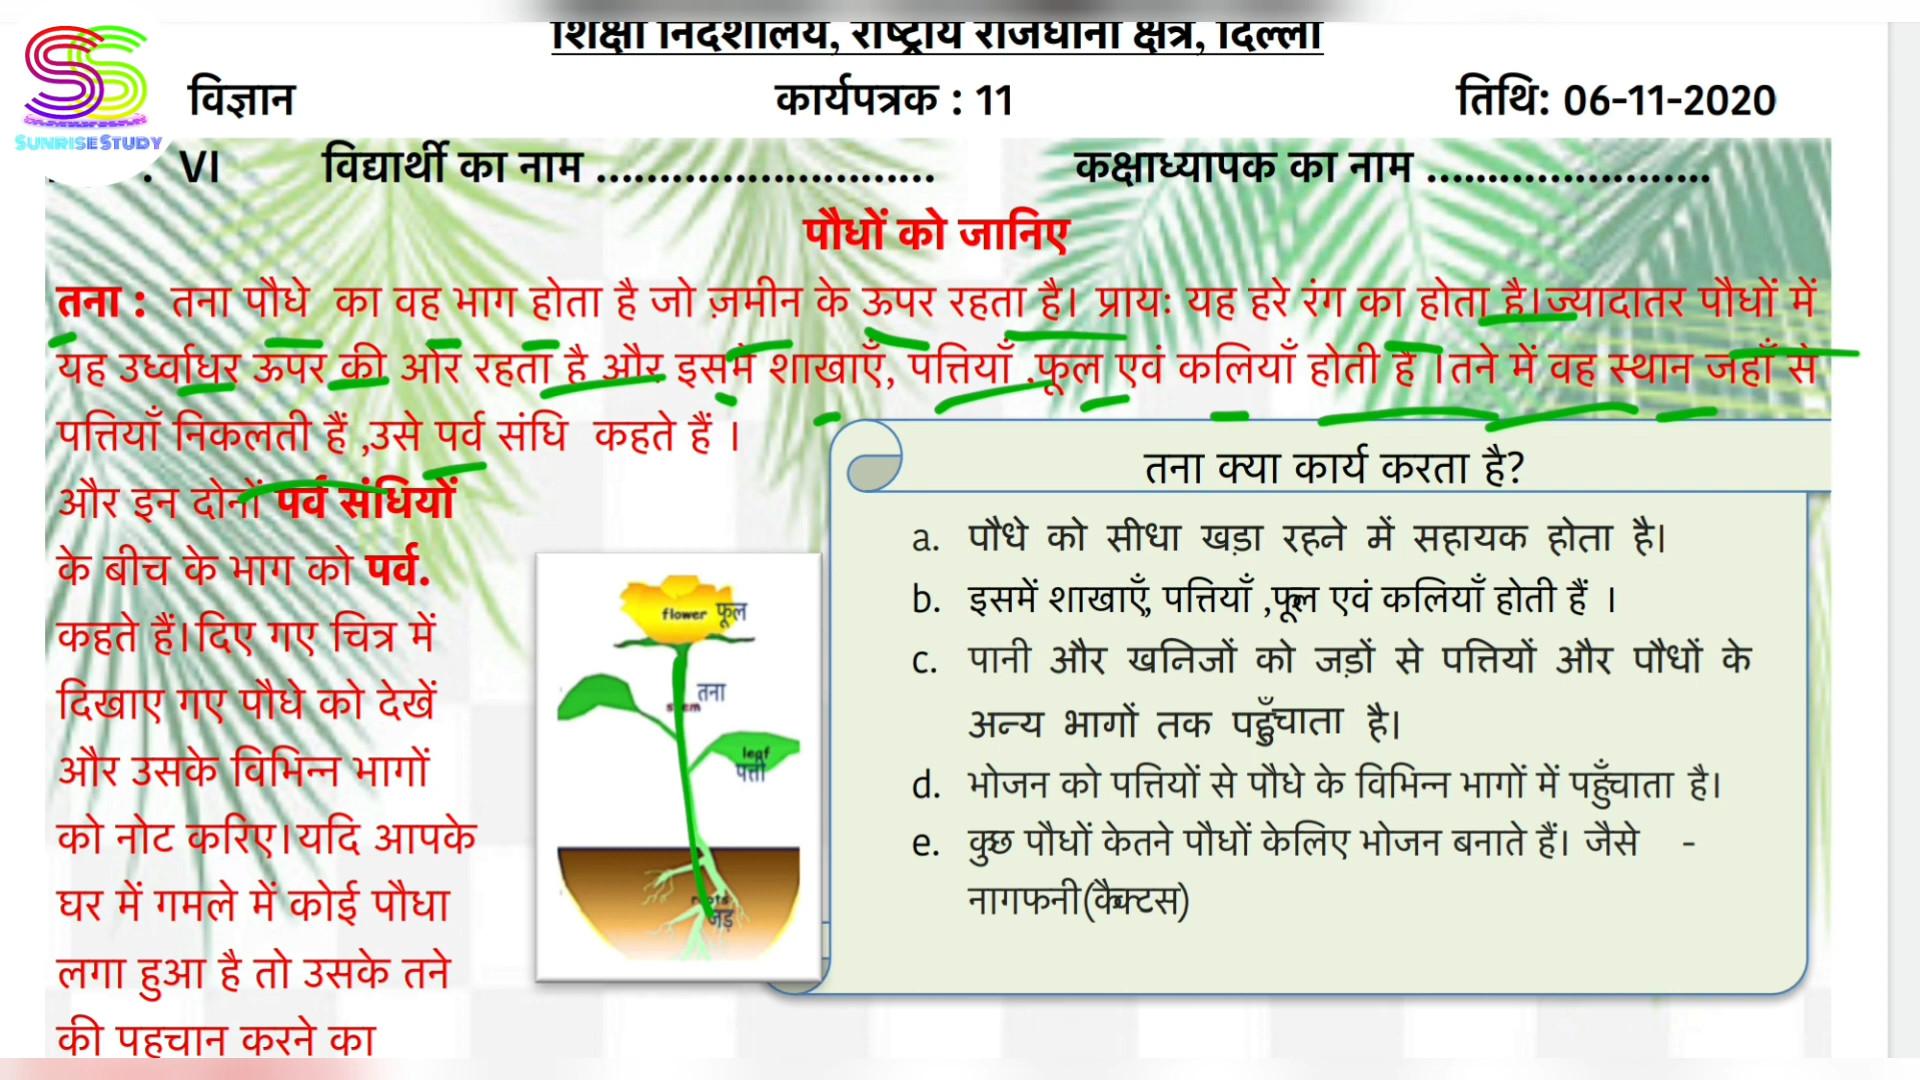 शिक्षा निदेशालय, राष्ट्रीय राजधानी क्षेत्र, दिल्ली
SUNRISE STUDY
विज्ञान कार्यपत्रक : 11 तिथि: 06-11-2020
VI विद्यार्थी का नाम .......................... कक्षाध्यापक का नाम ......................
पौधों को जानिए
तना : तना पौधे का वह भाग होता है जो ज़मीन के ऊपर रहता है। प्रायः यह हरे रंग का होता है।ज्यादातर पौधों में
यह उर्ध्वाधर ऊपर की ओर रहता है और इसमें शाखाएँ, पत्तियाँ ,फूल एवं कलियाँ होती हैं ।तने में वह स्थान जहाँ से
पत्तियाँ निकलती हैं ,उसे पर्व संधि कहते हैं ।
और इन दोनों पर्व संधियों
के बीच के भाग को पर्व.
कहते हैं।दिए गए चित्र में
दिखाए गए पौधे को देखें
और उसके विभिन्न भागों
को नोट करिए।यदि आपके
घर में गमले में कोई पौधा
लगा हुआ है तो उसके तने
की पहचान करने का
flower फूल
तना
stem
leaf
पत्ती
roots
जड़
तना क्या कार्य करता है?
a. पौधे को सीधा खड़ा रहने में सहायक होता है।
b. इसमें शाखाएँ, पत्तियाँ ,फूल एवं कलियाँ होती हैं ।
c. पानी और खनिजों को जड़ों से पत्तियों और पौधों के
अन्य भागों तक पहुँचाता है।
d. भोजन को पत्तियों से पौधे के विभिन्न भागों में पहुँचाता है।
e. कुछ पौधों केतने पौधों केलिए भोजन बनाते हैं। जैसे -
नागफनी(कैक्टस)